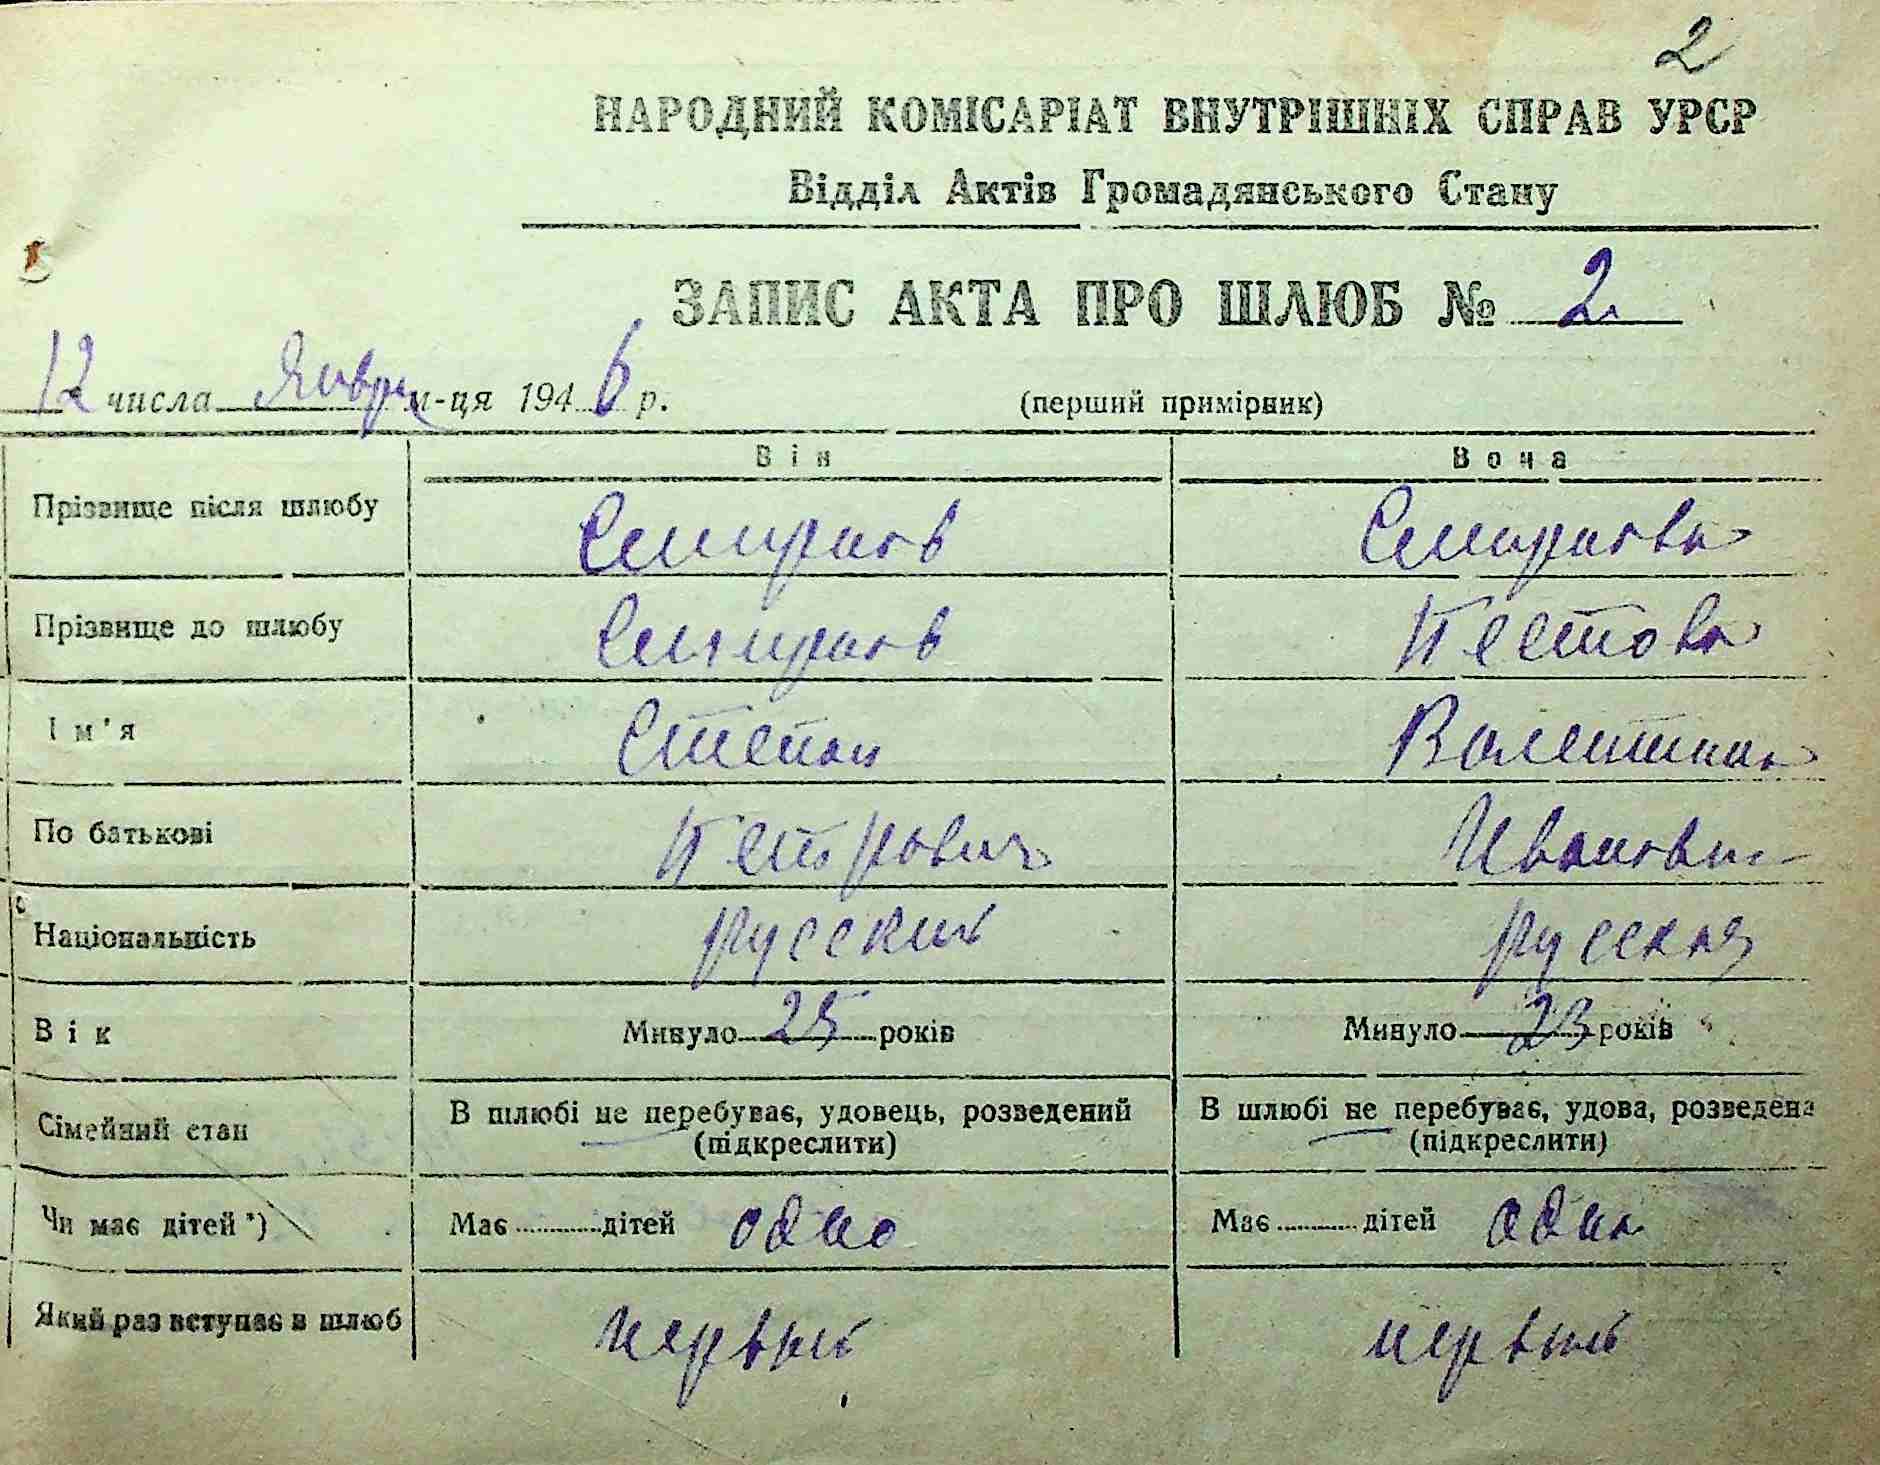 2
НАРОДНИЙ КОМІСАРІАТ ВНУТРІШНІХ СПРАВ УРСР
Відділ Актів Громадянського Стану
ЗАПИС АКТА ПРО ШЛЮБ № 2
12 числа Январ м-ця 1946 р. (перший примірник)
Він Вона
Прізвище після шлюбу Смирнов Смирнова
Прізвище до шлюбу Смирнов Пестова
Ім'я Степан Валентина
По батькові Петрович Ивановн
Національність русский русская
Вік Минуло 25 років Минуло 23 років
Сімейний стан В шлюбі не перебуває, удовець, розведений В шлюбі не перебуває, удова, розведена
(підкреслити) (підкреслити)
Чи має дітей *) Має дітей одно Має дітей одна
Який раз вступає в шлюб первый первый